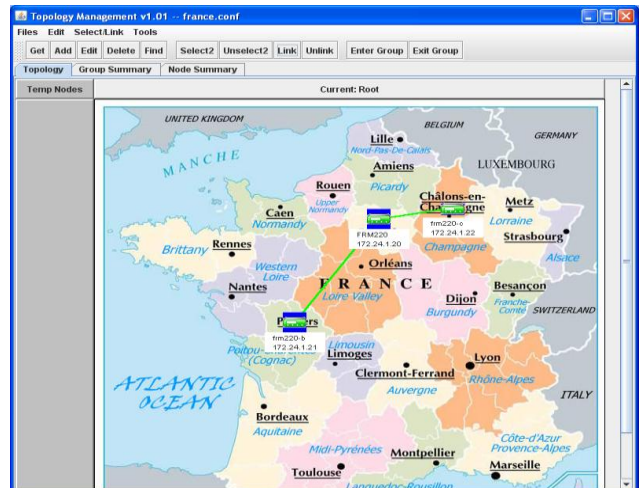 Topology Management v1.01 -- france.conf
Files Edit Select/Link Tools
Get Add Edit Delete Find Select2 Unselect2 Link Unlink Enter Group Exit Group
Topology Group Summary Node Summary
Temp Nodes Current: Root
UNITED KINGDOM
BELGIUM
GERMANY
Lille
Nord-Pas-De-Calais
MANCHE
Amiens
LUXEMBOURG
Rouen
Picardy
Upper
Normandy
Châlons-en-
Metz
Caen
Normandy
Lorraine
FRM220
172.24.1.20
frm220-c
172.24.1.22
Strasbourg
Champagne
Alsace
Brittany
Rennes
Western
Loire
Orléans
FRANCE
Nantes
Loire Valley
Besançon
Dijon
Franche-
Comté
Burgundy
SWITZERLAND
frm220-b
172.24.1.21
(Cognac)
Limousin
Limoges
Lyon
Clermont-Ferrand
Rhône-Alpes
Auvergne
ATLANTIC
OCEAN
ITALY
Bordeaux
Aquitaine
Côte-d'Azur
Provence-Alpes
Midi-Pyrénées
Montpellier
Marseille
Toulouse
Languedoc-Roussillon